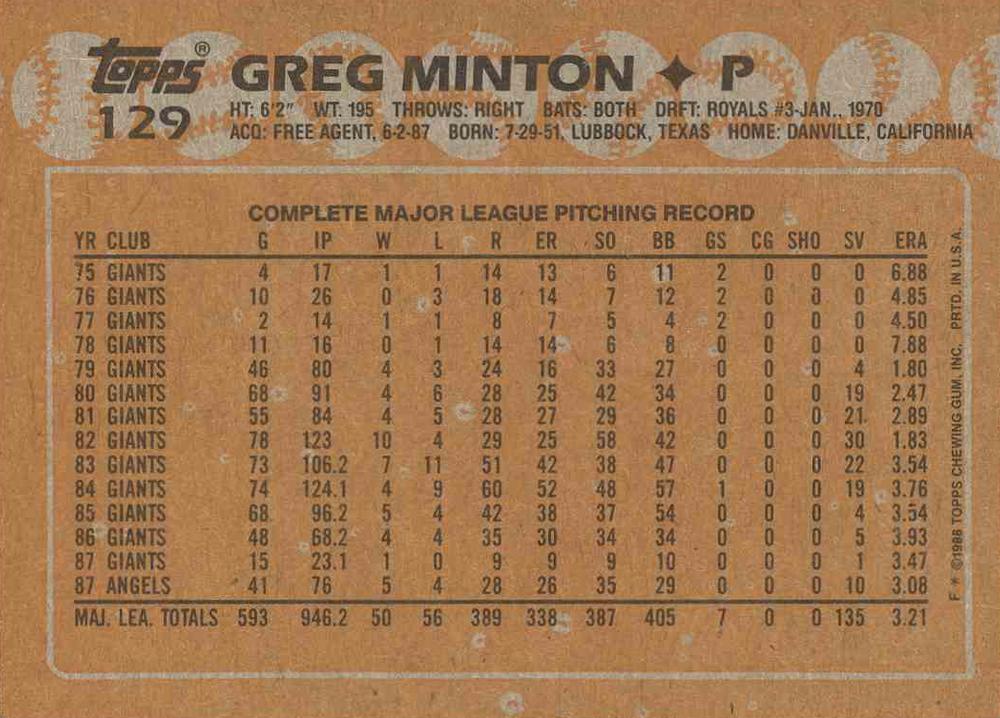 Topps® GREG MINTON ✦ P
129 HT: 6'2" WT: 195 THROWS: RIGHT BATS: BOTH DRFT: ROYALS #3-JAN., 1970
ACQ: FREE AGENT, 6-2-87 BORN: 7-29-51, LUBBOCK, TEXAS HOME: DANVILLE, CALIFORNIA
COMPLETE MAJOR LEAGUE PITCHING RECORD
YR CLUB G IP W L R ER SO BB GS CG SHO SV ERA
75 GIANTS 4 17 1 1 14 13 6 11 2 0 0 0 6.88
76 GIANTS 10 26 0 3 18 14 7 12 2 0 0 0 4.85
77 GIANTS 2 14 1 1 8 7 5 4 2 0 0 0 4.50
78 GIANTS 11 16 0 1 14 14 6 8 0 0 0 0 7.88
79 GIANTS 46 80 4 3 24 16 33 27 0 0 0 4 1.80
80 GIANTS 68 91 4 6 28 25 42 34 0 0 0 19 2.47
81 GIANTS 55 84 4 5 28 27 29 36 0 0 0 21 2.89
82 GIANTS 78 123 10 4 29 25 58 42 0 0 0 30 1.83
83 GIANTS 73 106.2 7 11 51 42 38 47 0 0 0 22 3.54
84 GIANTS 74 124.1 4 9 60 52 48 57 1 0 0 19 3.76
85 GIANTS 68 96.2 5 4 42 38 37 54 0 0 0 4 3.54
86 GIANTS 48 68.2 4 4 35 30 34 34 0 0 0 5 3.93
87 GIANTS 15 23.1 1 0 9 9 9 10 0 0 0 1 3.47
87 ANGELS 41 76 5 4 28 26 35 29 0 0 0 10 3.08
MAJ. LEA. TOTALS 593 946.2 50 56 389 338 387 405 7 0 0 135 3.21
F * ©1988 TOPPS CHEWING GUM, INC. PRTD. IN U.S.A.